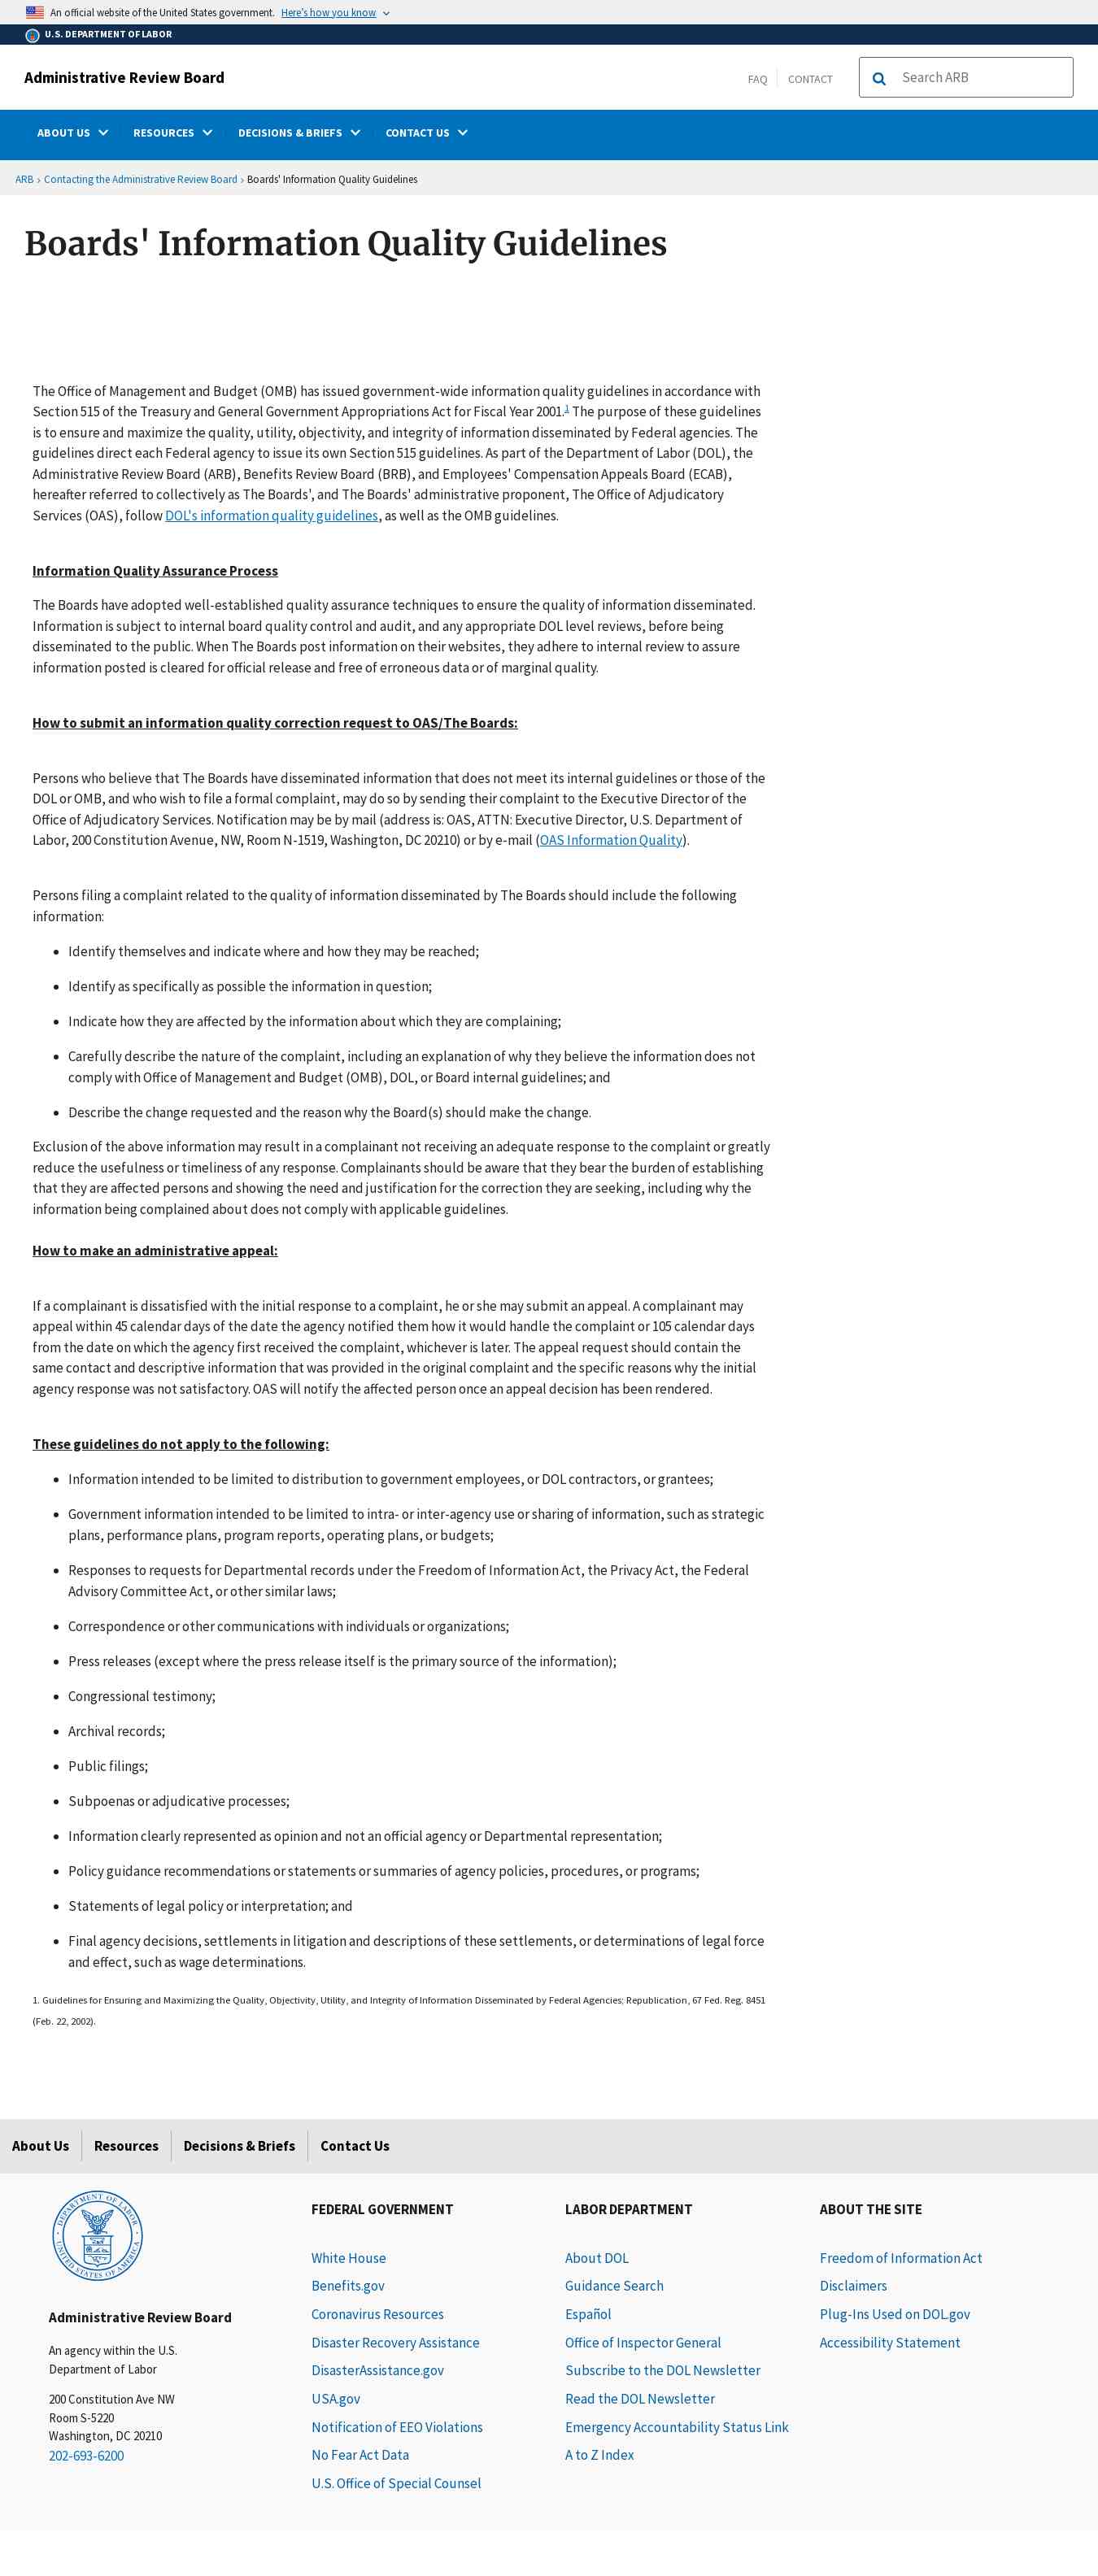 An official website of the United States government. Here's how you know
U.S. DEPARTMENT OF LABOR
Administrative Review Board
FAQ
CONTACT
Search ARB
ABOUT US
RESOURCES
DECISIONS & BRIEFS
CONTACT US
ARB › Contacting the Administrative Review Board › Boards' Information Quality Guidelines
Boards' Information Quality Guidelines
The Office of Management and Budget (OMB) has issued government-wide information quality guidelines in accordance with
Section 515 of the Treasury and General Government Appropriations Act for Fiscal Year 2001.1 The purpose of these guidelines
is to ensure and maximize the quality, utility, objectivity, and integrity of information disseminated by Federal agencies. The
guidelines direct each Federal agency to issue its own Section 515 guidelines. As part of the Department of Labor (DOL), the
Administrative Review Board (ARB), Benefits Review Board (BRB), and Employees' Compensation Appeals Board (ECAB),
hereafter referred to collectively as The Boards', and The Boards' administrative proponent, The Office of Adjudicatory
Services (OAS), follow DOL's information quality guidelines, as well as the OMB guidelines.
Information Quality Assurance Process
The Boards have adopted well-established quality assurance techniques to ensure the quality of information disseminated.
Information is subject to internal board quality control and audit, and any appropriate DOL level reviews, before being
disseminated to the public. When The Boards post information on their websites, they adhere to internal review to assure
information posted is cleared for official release and free of erroneous data or of marginal quality.
How to submit an information quality correction request to OAS/The Boards:
Persons who believe that The Boards have disseminated information that does not meet its internal guidelines or those of the
DOL or OMB, and who wish to file a formal complaint, may do so by sending their complaint to the Executive Director of the
Office of Adjudicatory Services. Notification may be by mail (address is: OAS, ATTN: Executive Director, U.S. Department of
Labor, 200 Constitution Avenue, NW, Room N-1519, Washington, DC 20210) or by e-mail (OAS Information Quality).
Persons filing a complaint related to the quality of information disseminated by The Boards should include the following
information:
• Identify themselves and indicate where and how they may be reached;
• Identify as specifically as possible the information in question;
• Indicate how they are affected by the information about which they are complaining;
• Carefully describe the nature of the complaint, including an explanation of why they believe the information does not
comply with Office of Management and Budget (OMB), DOL, or Board internal guidelines; and
• Describe the change requested and the reason why the Board(s) should make the change.
Exclusion of the above information may result in a complainant not receiving an adequate response to the complaint or greatly
reduce the usefulness or timeliness of any response. Complainants should be aware that they bear the burden of establishing
that they are affected persons and showing the need and justification for the correction they are seeking, including why the
information being complained about does not comply with applicable guidelines.
How to make an administrative appeal:
If a complainant is dissatisfied with the initial response to a complaint, he or she may submit an appeal. A complainant may
appeal within 45 calendar days of the date the agency notified them how it would handle the complaint or 105 calendar days
from the date on which the agency first received the complaint, whichever is later. The appeal request should contain the
same contact and descriptive information that was provided in the original complaint and the specific reasons why the initial
agency response was not satisfactory. OAS will notify the affected person once an appeal decision has been rendered.
These guidelines do not apply to the following:
• Information intended to be limited to distribution to government employees, or DOL contractors, or grantees;
• Government information intended to be limited to intra- or inter-agency use or sharing of information, such as strategic
plans, performance plans, program reports, operating plans, or budgets;
• Responses to requests for Departmental records under the Freedom of Information Act, the Privacy Act, the Federal
Advisory Committee Act, or other similar laws;
• Correspondence or other communications with individuals or organizations;
• Press releases (except where the press release itself is the primary source of the information);
• Congressional testimony;
• Archival records;
• Public filings;
• Subpoenas or adjudicative processes;
• Information clearly represented as opinion and not an official agency or Departmental representation;
• Policy guidance recommendations or statements or summaries of agency policies, procedures, or programs;
• Statements of legal policy or interpretation; and
• Final agency decisions, settlements in litigation and descriptions of these settlements, or determinations of legal force
and effect, such as wage determinations.
1. Guidelines for Ensuring and Maximizing the Quality, Objectivity, Utility, and Integrity of Information Disseminated by Federal Agencies; Republication, 67 Fed. Reg. 8451
(Feb. 22, 2002).
About Us
Resources
Decisions & Briefs
Contact Us
DEPARTMENT OF LABOR
UNITED STATES OF AMERICA
Administrative Review Board
An agency within the U.S.
Department of Labor
200 Constitution Ave NW
Room S-5220
Washington, DC 20210
202-693-6200
FEDERAL GOVERNMENT
White House
Benefits.gov
Coronavirus Resources
Disaster Recovery Assistance
DisasterAssistance.gov
USA.gov
Notification of EEO Violations
No Fear Act Data
U.S. Office of Special Counsel
LABOR DEPARTMENT
About DOL
Guidance Search
Español
Office of Inspector General
Subscribe to the DOL Newsletter
Read the DOL Newsletter
Emergency Accountability Status Link
A to Z Index
ABOUT THE SITE
Freedom of Information Act
Disclaimers
Plug-Ins Used on DOL.gov
Accessibility Statement